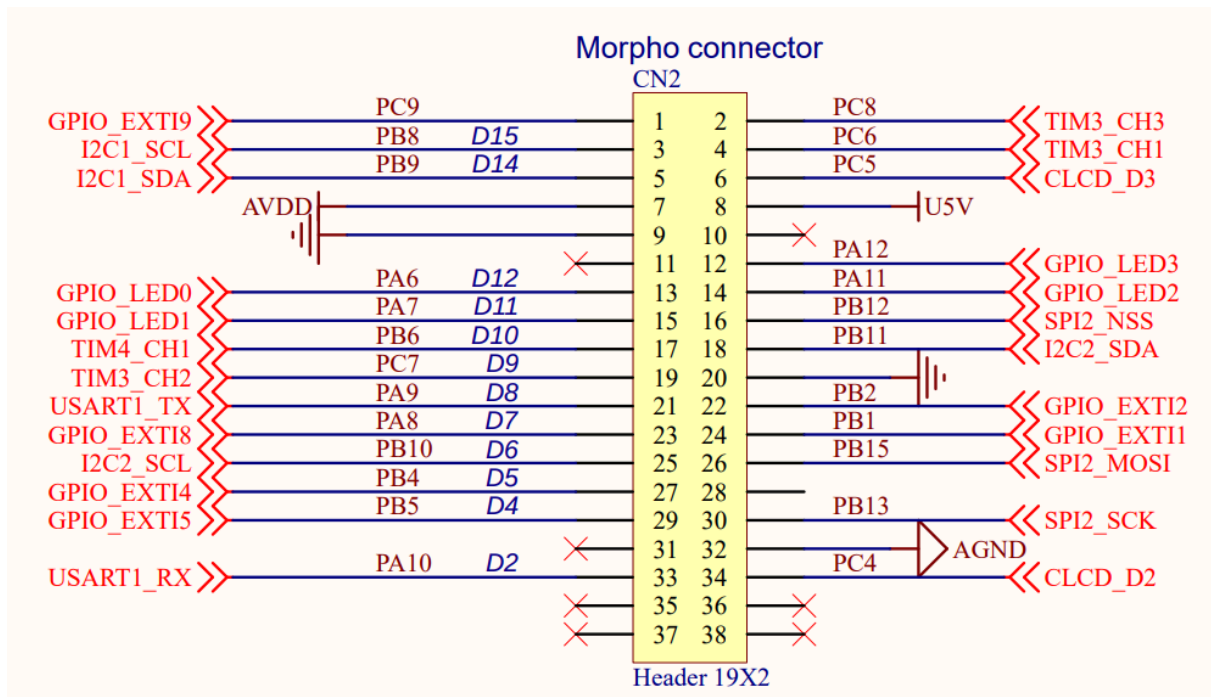 Morpho connector
CN2
GPIO_EXTI9 PC9 1 2 PC8 TIM3_CH3
I2C1_SCL PB8 D15 3 4 PC6 TIM3_CH1
I2C1_SDA PB9 D14 5 6 PC5 CLCD_D3
AVDD 7 8 U5V
9 10
11 12 PA12 GPIO_LED3
GPIO_LED0 PA6 D12 13 14 PA11 GPIO_LED2
GPIO_LED1 PA7 D11 15 16 PB12 SPI2_NSS
TIM4_CH1 PB6 D10 17 18 PB11 I2C2_SDA
TIM3_CH2 PC7 D9 19 20
USART1_TX PA9 D8 21 22 PB2 GPIO_EXTI2
GPIO_EXTI8 PA8 D7 23 24 PB1 GPIO_EXTI1
I2C2_SCL PB10 D6 25 26 PB15 SPI2_MOSI
GPIO_EXTI4 PB4 D5 27 28
GPIO_EXTI5 PB5 D4 29 30 PB13 SPI2_SCK
31 32 AGND
USART1_RX PA10 D2 33 34 PC4 CLCD_D2
35 36
37 38
Header 19X2